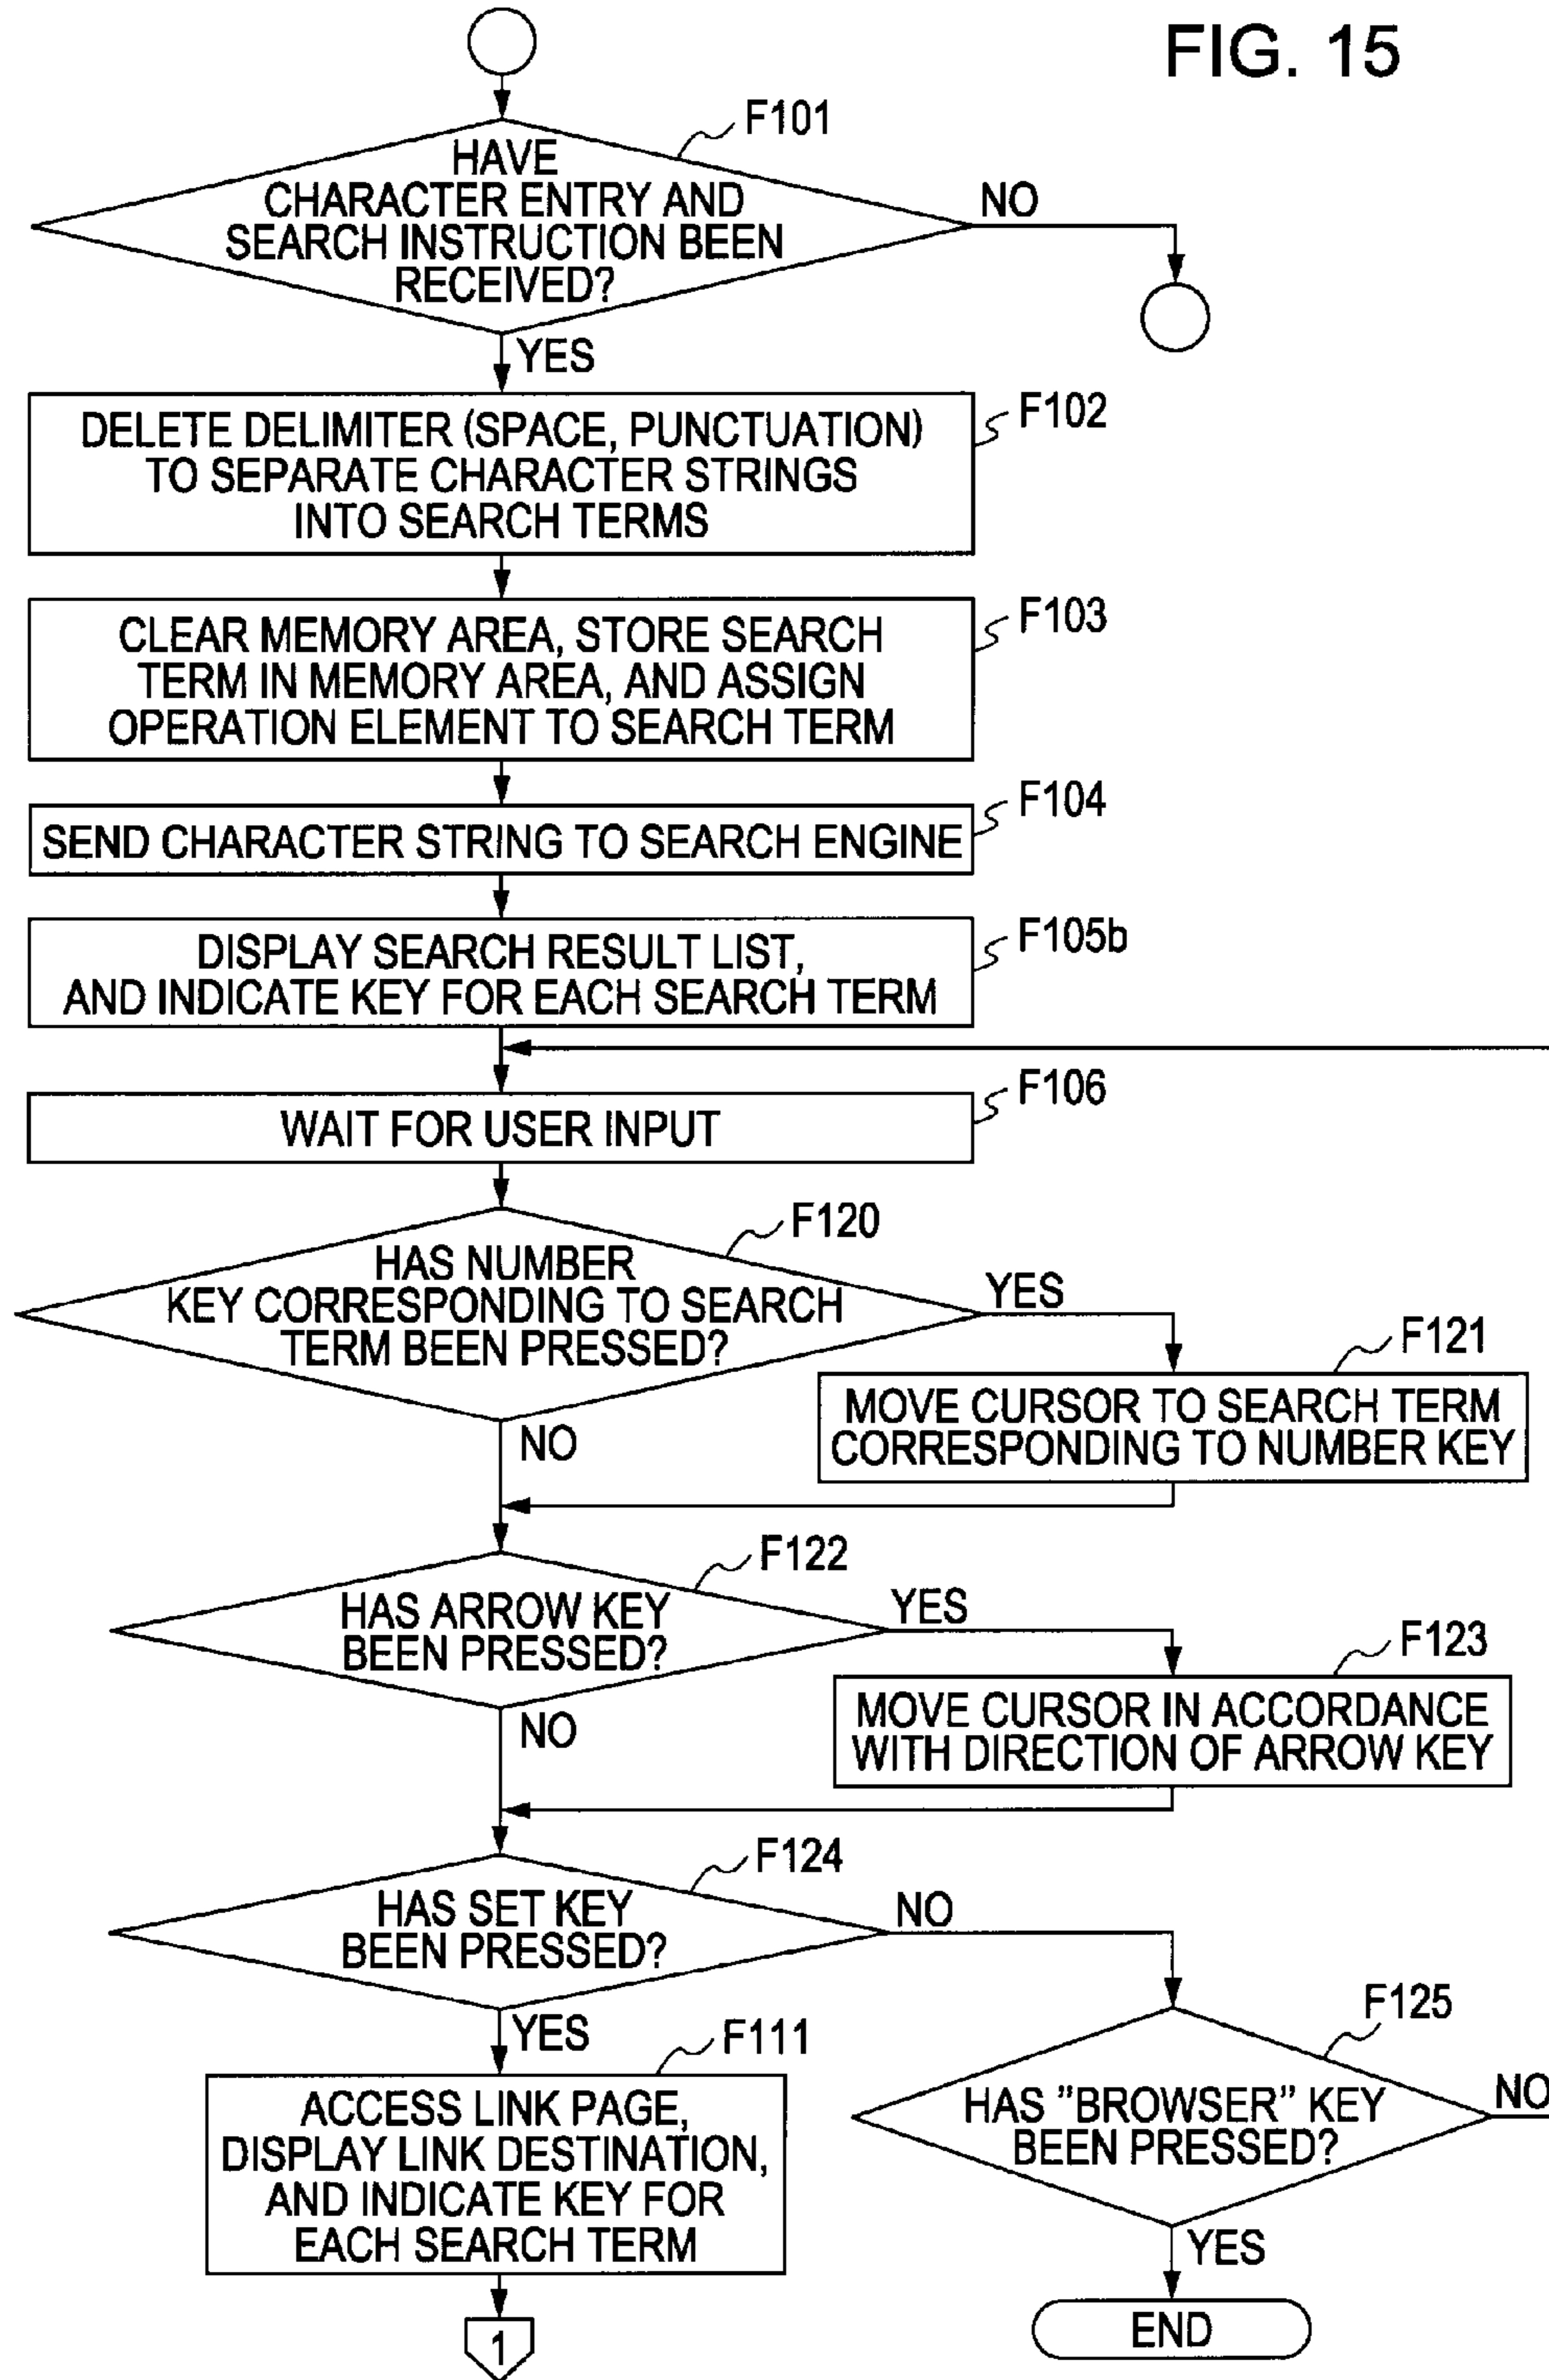 FIG. 15
F101
HAVE
CHARACTER ENTRY AND
SEARCH INSTRUCTION BEEN
RECEIVED?
NO
YES
F102
DELETE DELIMITER (SPACE, PUNCTUATION)
TO SEPARATE CHARACTER STRINGS
INTO SEARCH TERMS
F103
CLEAR MEMORY AREA, STORE SEARCH
TERM IN MEMORY AREA, AND ASSIGN
OPERATION ELEMENT TO SEARCH TERM
F104
SEND CHARACTER STRING TO SEARCH ENGINE
F105b
DISPLAY SEARCH RESULT LIST,
AND INDICATE KEY FOR EACH SEARCH TERM
F106
WAIT FOR USER INPUT
F120
HAS NUMBER
KEY CORRESPONDING TO SEARCH
TERM BEEN PRESSED?
YES
F121
MOVE CURSOR TO SEARCH TERM
CORRESPONDING TO NUMBER KEY
NO
F122
HAS ARROW KEY
BEEN PRESSED?
YES
F123
MOVE CURSOR IN ACCORDANCE
WITH DIRECTION OF ARROW KEY
NO
F124
HAS SET KEY
BEEN PRESSED?
NO
YES
F111
ACCESS LINK PAGE,
DISPLAY LINK DESTINATION,
AND INDICATE KEY FOR
EACH SEARCH TERM
1
F125
HAS "BROWSER" KEY
BEEN PRESSED?
NO
YES
END